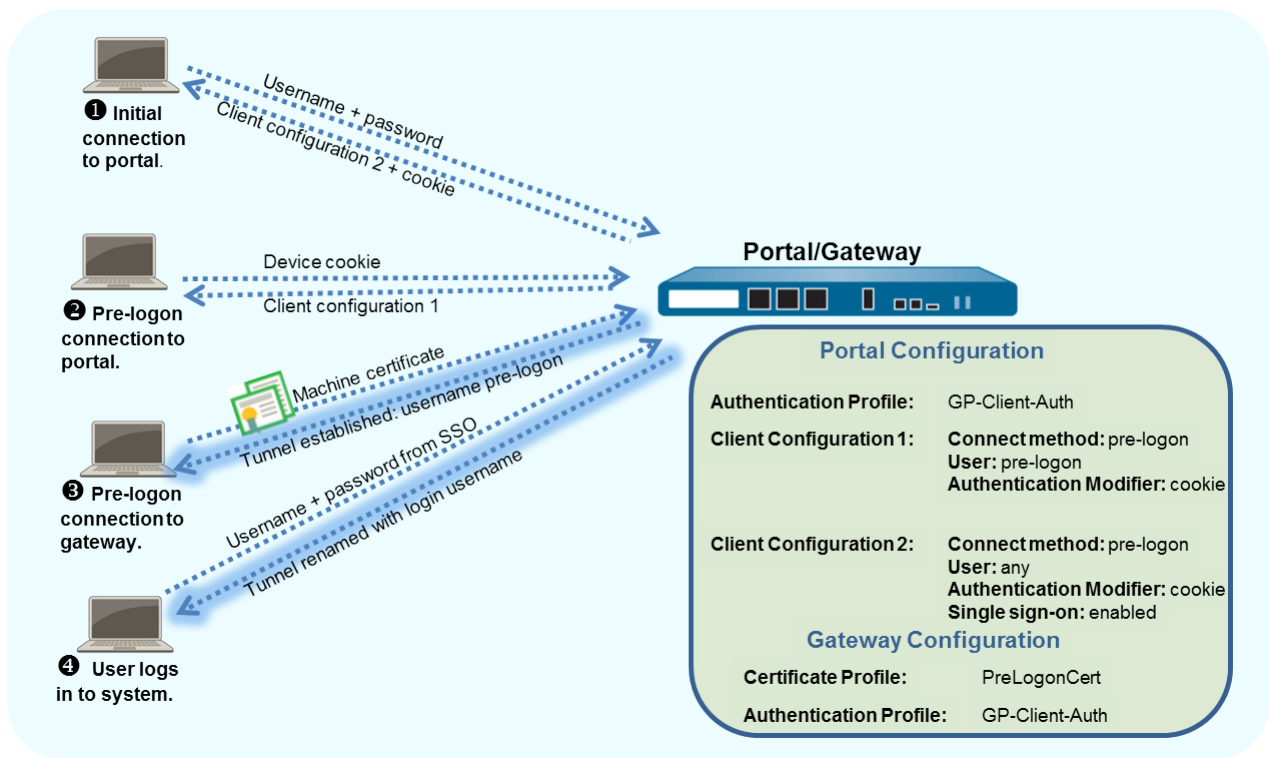 ❶ Initial
connection
to portal.
Username + password
Client configuration 2 + cookie
❷ Pre-logon
connection to
portal.
Device cookie
Client configuration 1
❸ Pre-logon
connection to
gateway.
Machine certificate
Tunnel established: username pre-logon
❹ User logs
in to system.
Username + password from SSO
Tunnel renamed with login username
Portal/Gateway
Portal Configuration
Authentication Profile: GP-Client-Auth
Client Configuration 1: Connect method: pre-logon
User: pre-logon
Authentication Modifier: cookie
Client Configuration 2: Connect method: pre-logon
User: any
Authentication Modifier: cookie
Single sign-on: enabled
Gateway Configuration
Certificate Profile: PreLogonCert
Authentication Profile: GP-Client-Auth